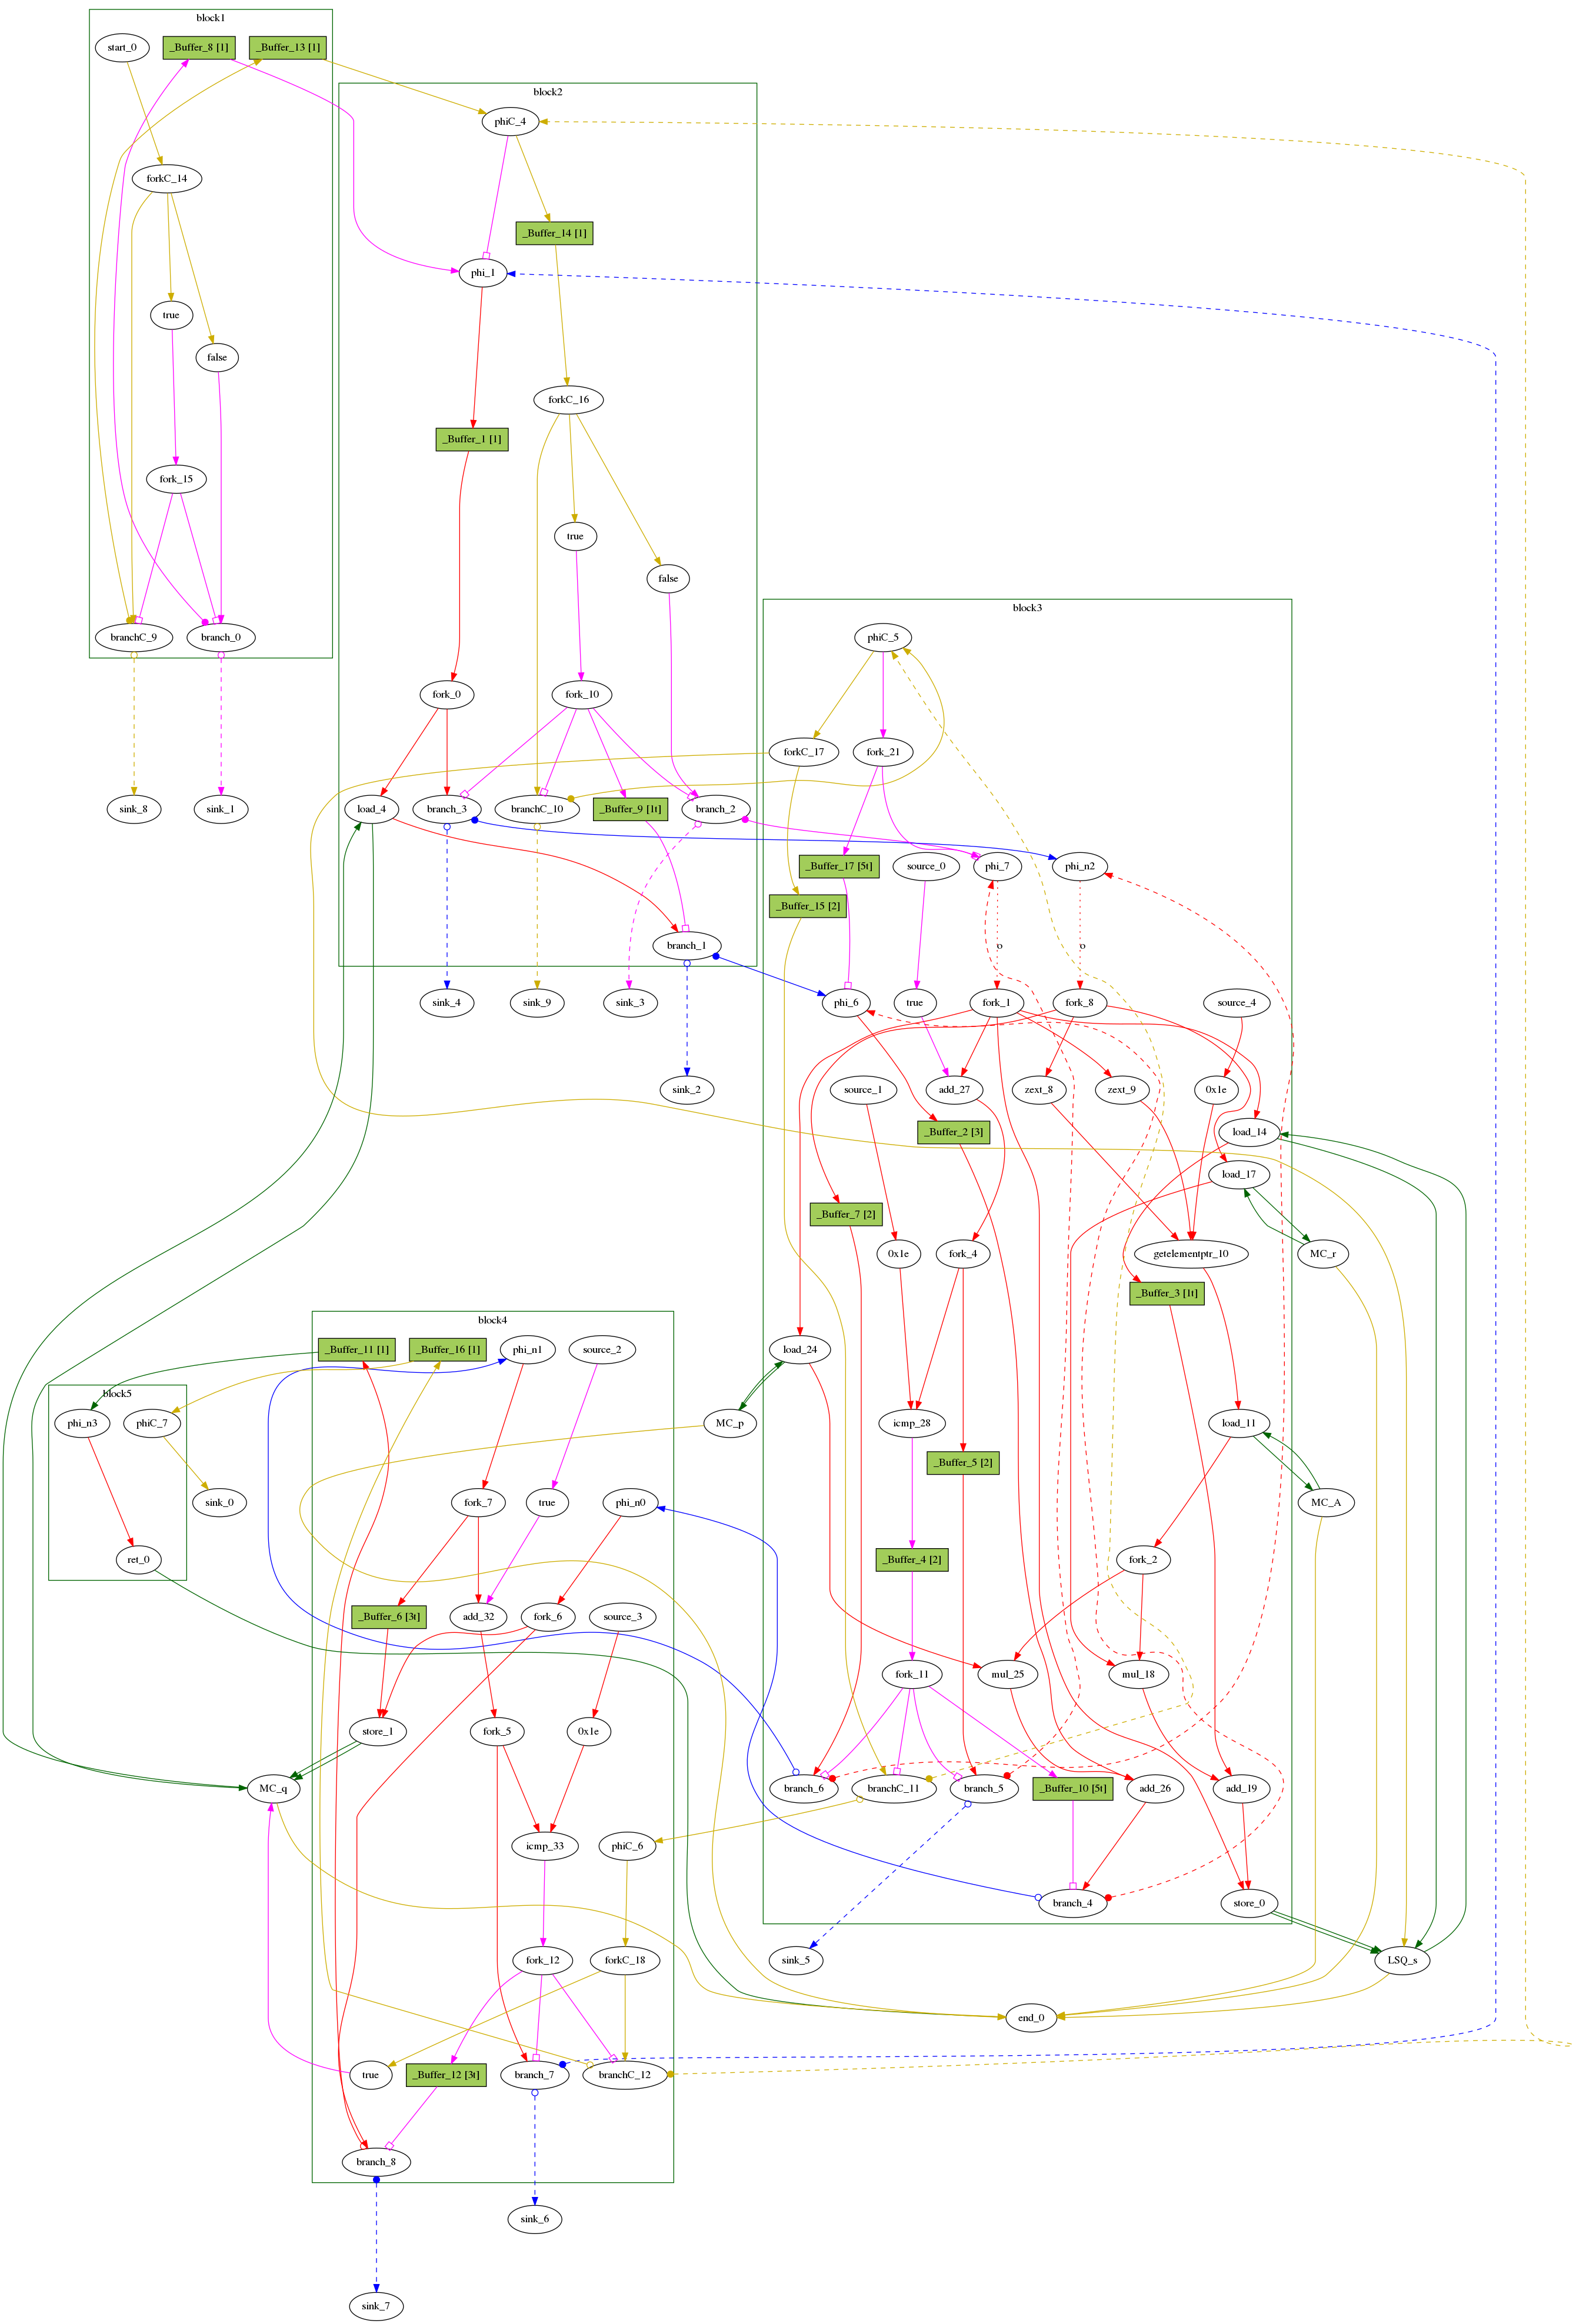 block1
start_0
_Buffer_8 [1]
_Buffer_13 [1]
block2
phiC_4
forkC_14
_Buffer_14 [1]
phi_1
true
false
forkC_16
_Buffer_1 [1]
fork_15
true
false
block3
branchC_9
branch_0
phiC_5
fork_0
fork_10
forkC_17
fork_21
sink_8
sink_1
load_4
branch_3
branchC_10
_Buffer_9 [1t]
branch_2
_Buffer_17 [5t]
source_0
phi_7
phi_n2
_Buffer_15 [2]
branch_1
o
o
sink_4
sink_9
sink_3
phi_6
true
fork_1
fork_8
source_4
sink_2
source_1
add_27
zext_8
zext_9
0x1e
_Buffer_2 [3]
load_14
load_17
_Buffer_7 [2]
0x1e
fork_4
getelementptr_10
MC_r
_Buffer_3 [1t]
block4
_Buffer_11 [1]
_Buffer_16 [1]
phi_n1
source_2
load_24
block5
phi_n3
phiC_7
MC_p
icmp_28
load_11
_Buffer_5 [2]
sink_0
fork_7
true
phi_n0
MC_A
ret_0
_Buffer_4 [2]
fork_2
_Buffer_6 [3t]
add_32
fork_6
source_3
fork_11
mul_25
mul_18
store_1
fork_5
0x1e
MC_q
branch_6
branchC_11
branch_5
_Buffer_10 [5t]
add_26
add_19
icmp_33
phiC_6
branch_4
store_0
fork_12
forkC_18
sink_5
LSQ_s
end_0
true
_Buffer_12 [3t]
branch_7
branchC_12
branch_8
sink_6
sink_7